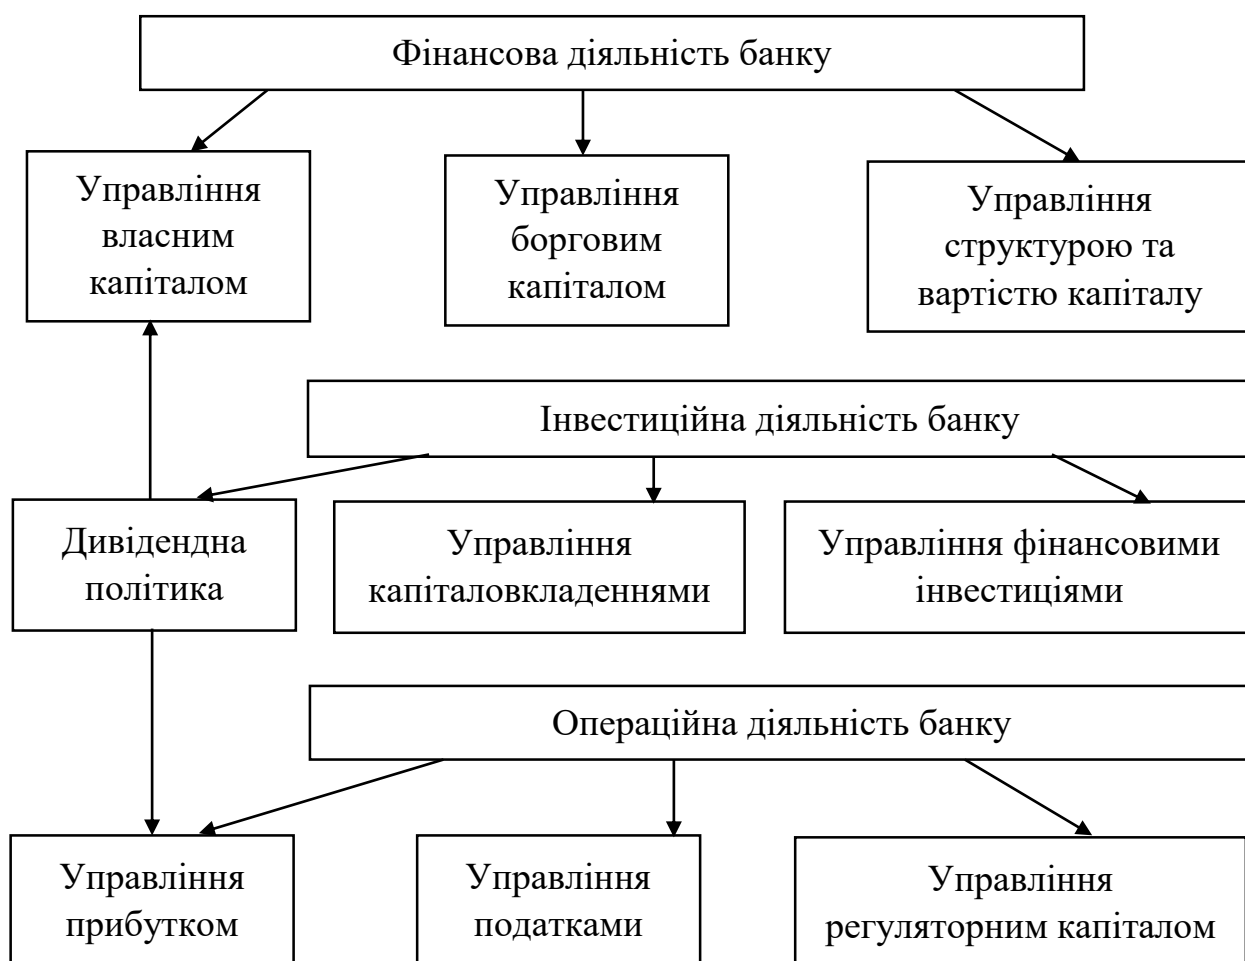 Фінансова діяльність банку
Управління
власним
капіталом
Управління
борговим
капіталом
Управління
структурою та
вартістю капіталу
Інвестиційна діяльність банку
Дивідендна
політика
Управління
капіталовкладеннями
Управління фінансовими
інвестиціями
Операційна діяльність банку
Управління
прибутком
Управління
податками
Управління
регуляторним капіталом